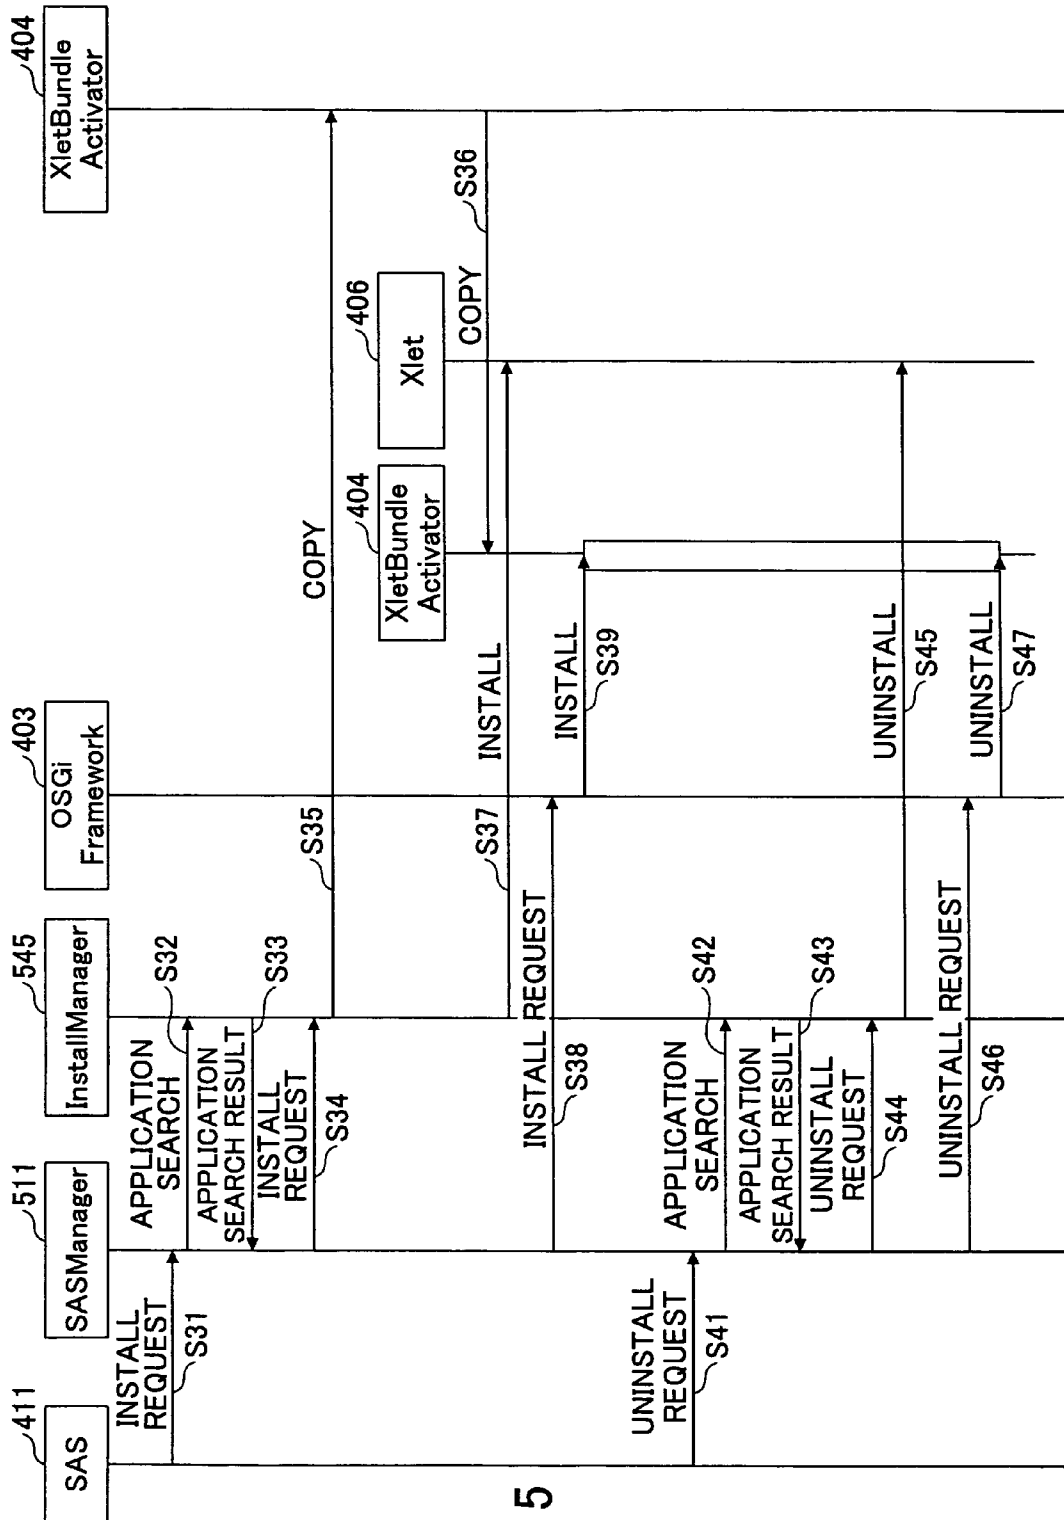 411
SAS
511
SASManager
545
InstallManager
403
OSGi
Framework
404
XletBundle
Activator
INSTALL
REQUEST
S31
APPLICATION
SEARCH
S32
APPLICATION
SEARCH RESULT
S33
INSTALL
REQUEST
S34
COPY
S35
404
XletBundle
Activator
406
Xlet
COPY
S36
INSTALL
S37
INSTALL REQUEST
S38
INSTALL
S39
UNINSTALL
REQUEST
S41
APPLICATION
SEARCH
S42
APPLICATION
SEARCH RESULT
S43
UNINSTALL
REQUEST
S44
UNINSTALL
S45
UNINSTALL REQUEST
S46
UNINSTALL
S47
5